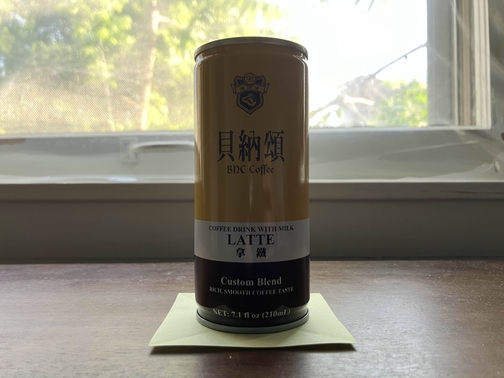 貝納頌
BNC Coffee
COFFEE DRINK WITH MILK
LATTE
拿鐵
Custom Blend
RICH, SMOOTH COFFEE TASTE
NET: 7.1 fl oz (210mL)